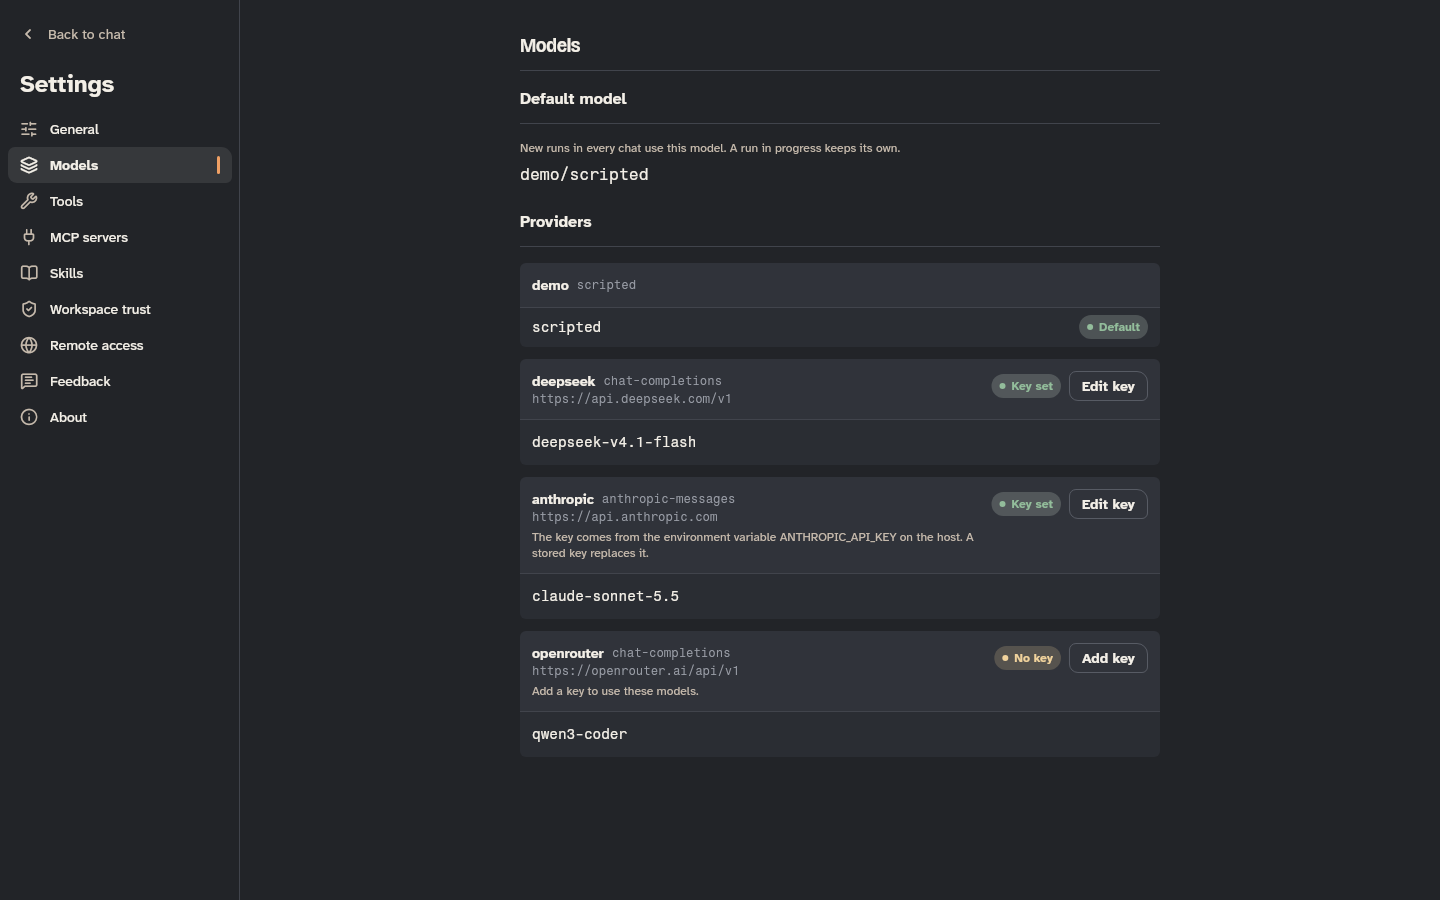 Back to chat
Settings
General
Models
Tools
MCP servers
Skills
Workspace trust
Remote access
Feedback
About
Models
Default model
New runs in every chat use this model. A run in progress keeps its own.
demo/scripted
Providers
demo scripted
scripted Default
deepseek chat-completions Key set Edit key
https://api.deepseek.com/v1
deepseek-v4.1-flash
anthropic anthropic-messages Key set Edit key
https://api.anthropic.com
The key comes from the environment variable ANTHROPIC_API_KEY on the host. A
stored key replaces it.
claude-sonnet-5.5
openrouter chat-completions No key Add key
https://openrouter.ai/api/v1
Add a key to use these models.
qwen3-coder